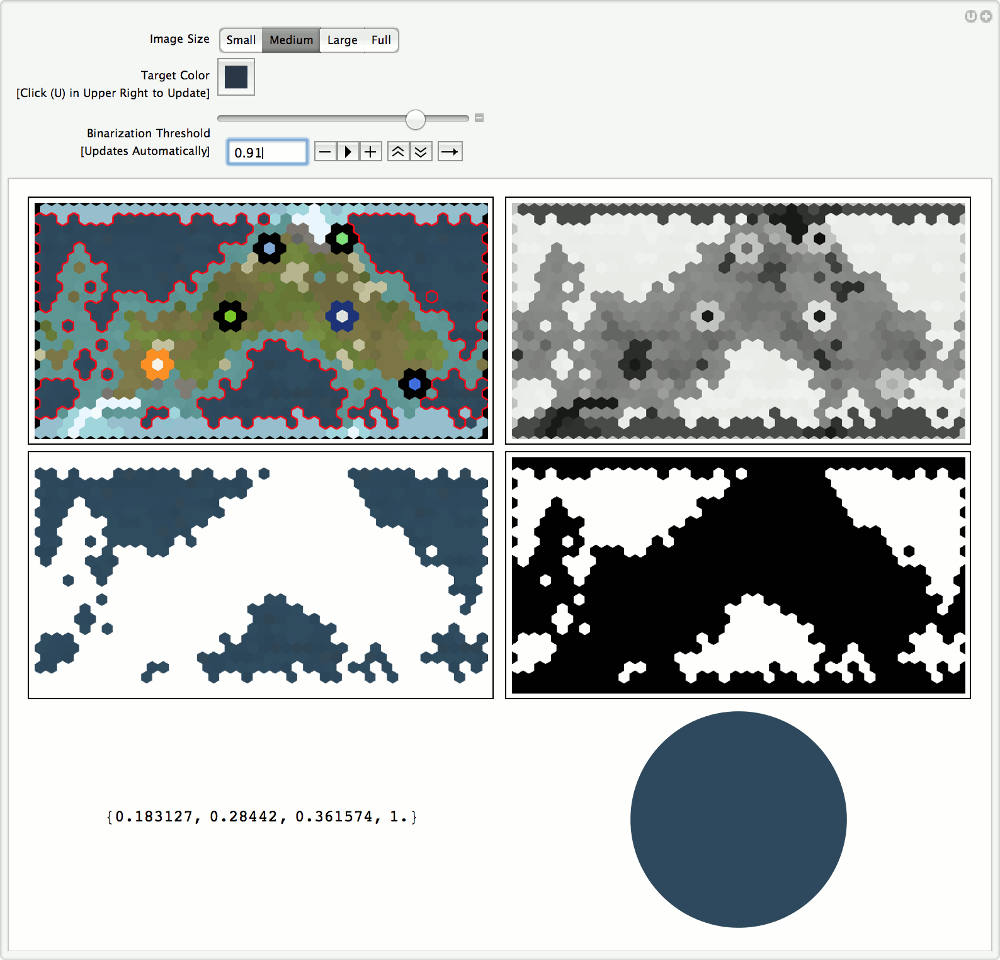 U
Image Size Small Medium Large Full
Target Color
[Click (U) in Upper Right to Update]
Binarization Threshold
[Updates Automatically] 0.91
{0.183127, 0.28442, 0.361574, 1.}